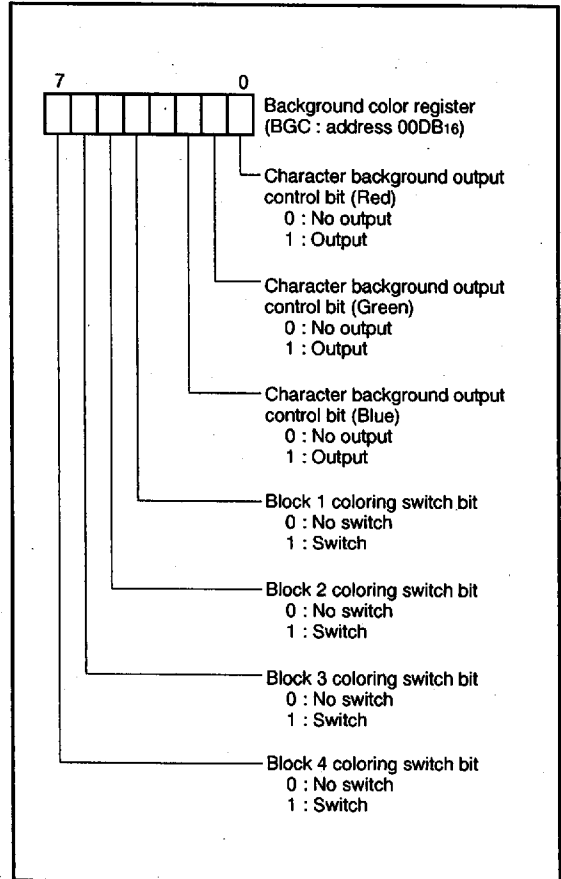 7 0
Background color register
(BGC : address 00DB16)
Character background output
control bit (Red)
0 : No output
1 : Output
Character background output
control bit (Green)
0 : No output
1 : Output
Character background output
control bit (Blue)
0 : No output
1 : Output
Block 1 coloring switch bit
0 : No switch
1 : Switch
Block 2 coloring switch bit
0 : No switch
1 : Switch
Block 3 coloring switch bit
0 : No switch
1 : Switch
Block 4 coloring switch bit
0 : No switch
1 : Switch